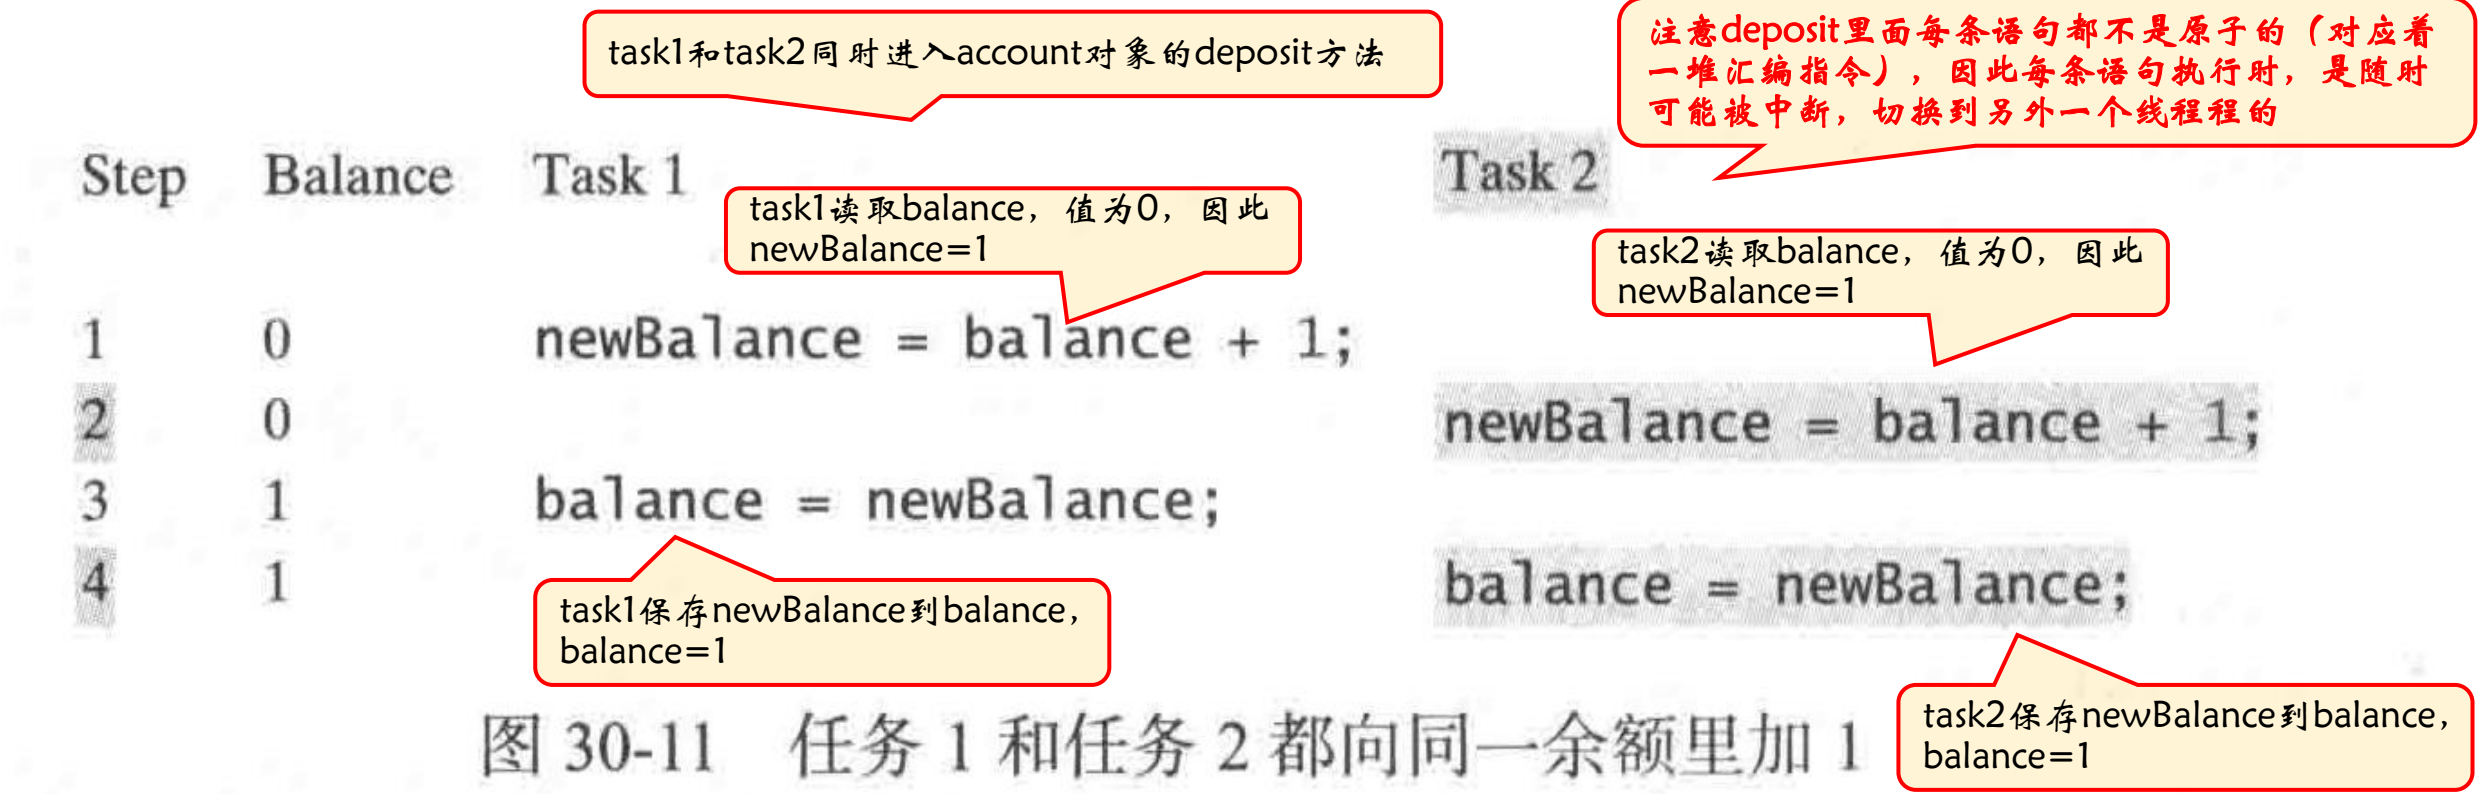 task1和task2同时进入account对象的deposit方法
注意deposit里面每条语句都不是原子的（对应着
一堆汇编指令），因此每条语句执行时，是随时
可能被中断，切换到另外一个线程程的
Step Balance Task 1 Task 2
task1读取balance，值为0，因此
newBalance=1
task2读取balance，值为0，因此
newBalance=1
1 0 newBalance = balance + 1;
2 0 newBalance = balance + 1;
3 1 balance = newBalance;
4 1 balance = newBalance;
task1保存newBalance到balance，
balance=1
task2保存newBalance到balance，
balance=1
图 30-11 任务 1 和任务 2 都向同一余额里加 1